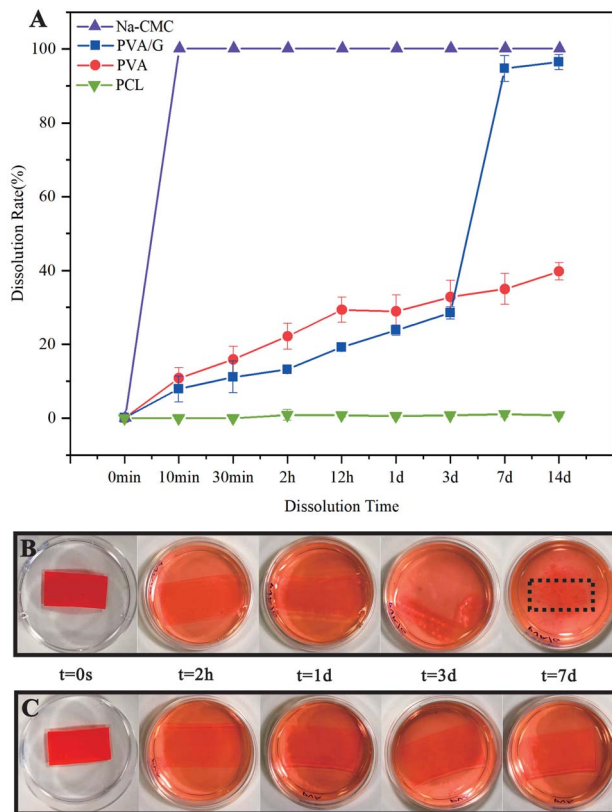 A
Na-CMC
PVA/G
PVA
PCL
100
80
60
40
20
0
Dissolution Rate(%)
0min 10min 30min 2h 12h 1d 3d 7d 14d
Dissolution Time
B
t=0s t=2h t=1d t=3d t=7d
C